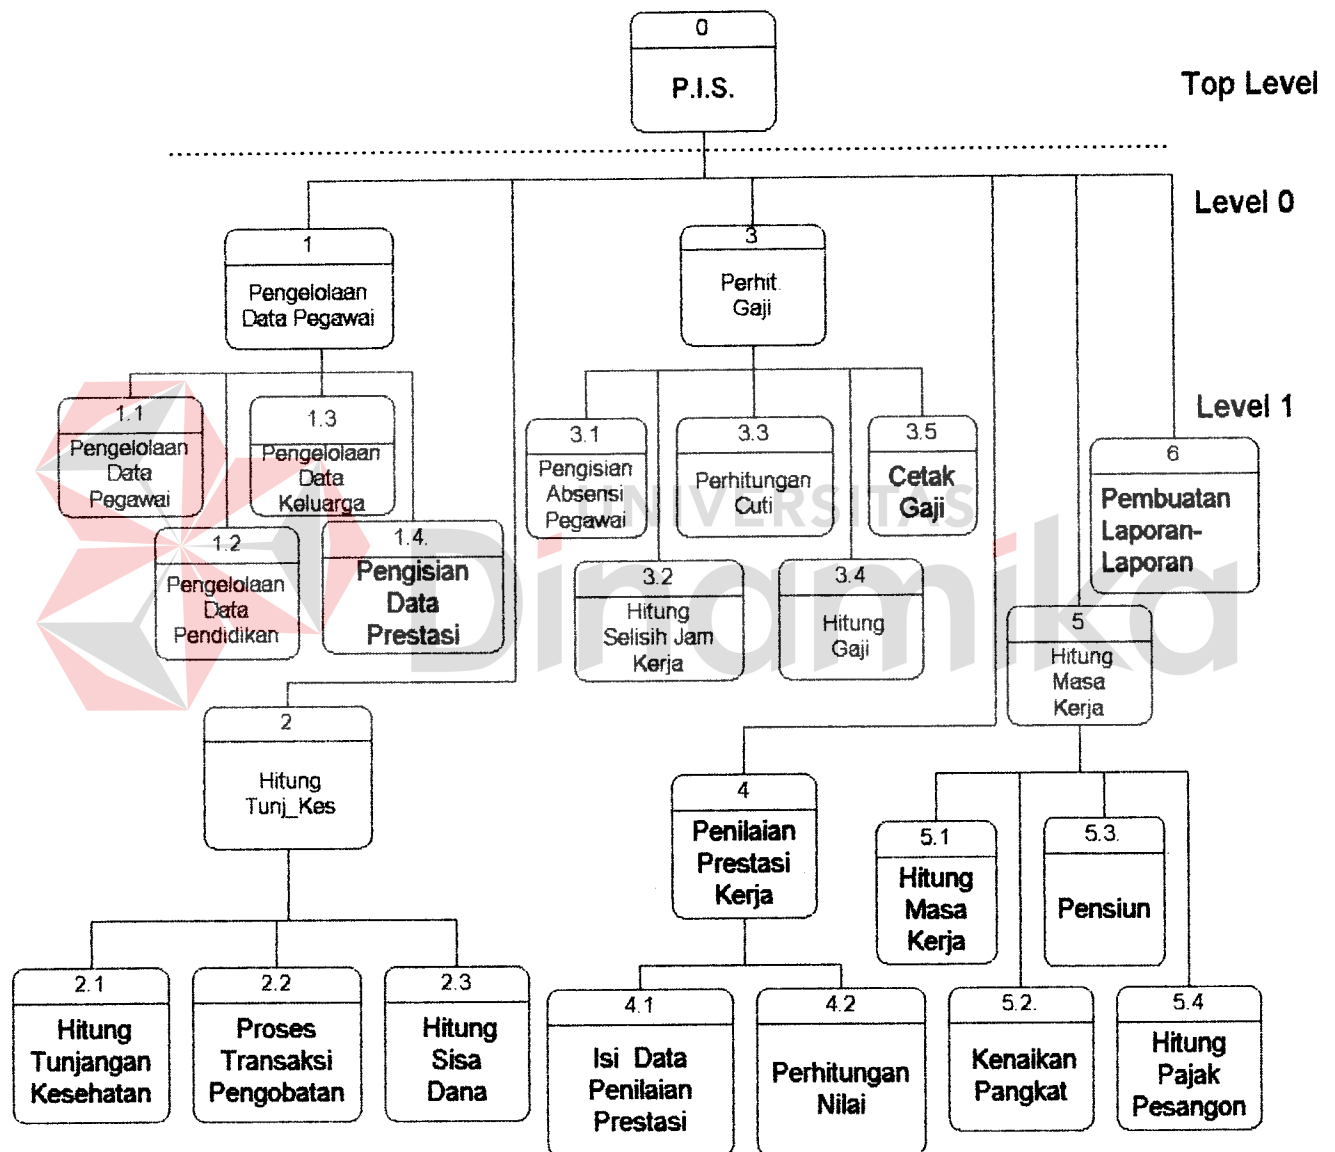 0
P.I.S.
Top Level
Level 0
1
Pengelolaan
Data Pegawai
3
Perhit.
Gaji
Level 1
1.1
Pengelolaan
Data
Pegawai
1.3
Pengelolaan
Data
Keluarga
1.2
Pengelolaan
Data
Pendidikan
1.4.
Pengisian
Data
Prestasi
3.1
Pengisian
Absensi
Pegawai
3.3
Perhitungan
Cuti
3.5
Cetak
Gaji
3.2
Hitung
Selisih Jam
Kerja
3.4
Hitung
Gaji
6
Pembuatan
Laporan-
Laporan
UNIVERSITAS
Dinamika
5
Hitung
Masa
Kerja
2
Hitung
Tunj_Kes
4
Penilaian
Prestasi
Kerja
5.1
Hitung
Masa
Kerja
5.3.
Pensiun
2.1
Hitung
Tunjangan
Kesehatan
2.2
Proses
Transaksi
Pengobatan
2.3
Hitung
Sisa
Dana
4.1
Isi Data
Penilaian
Prestasi
4.2
Perhitungan
Nilai
5.2.
Kenaikan
Pangkat
5.4
Hitung
Pajak
Pesangon